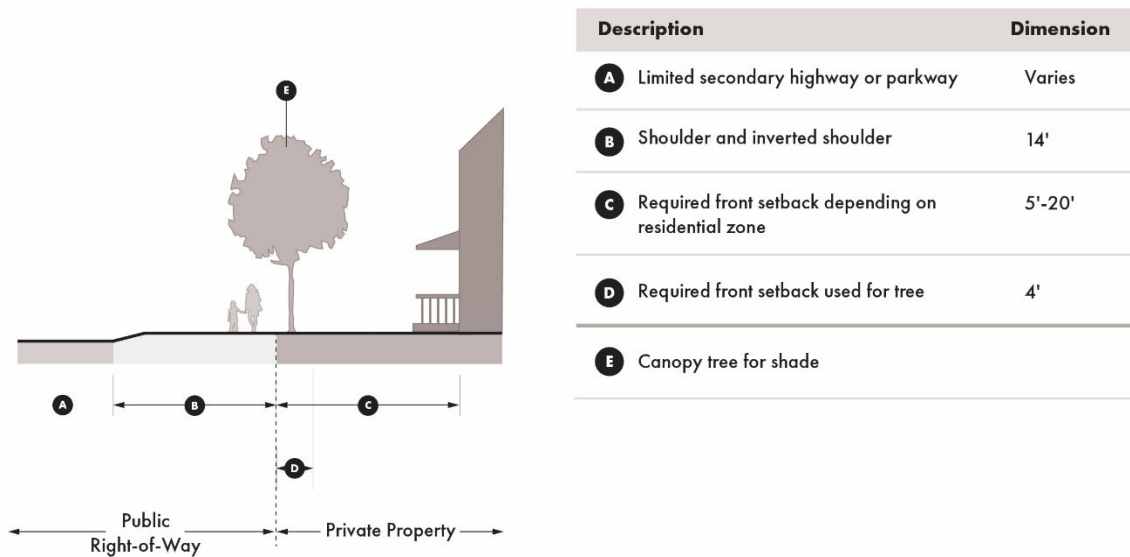 E
A
B
C
D
Public
Right-of-Way
Private Property
Description Dimension
A Limited secondary highway or parkway Varies
B Shoulder and inverted shoulder 14'
C Required front setback depending on 5'-20'
residential zone
D Required front setback used for tree 4'
E Canopy tree for shade